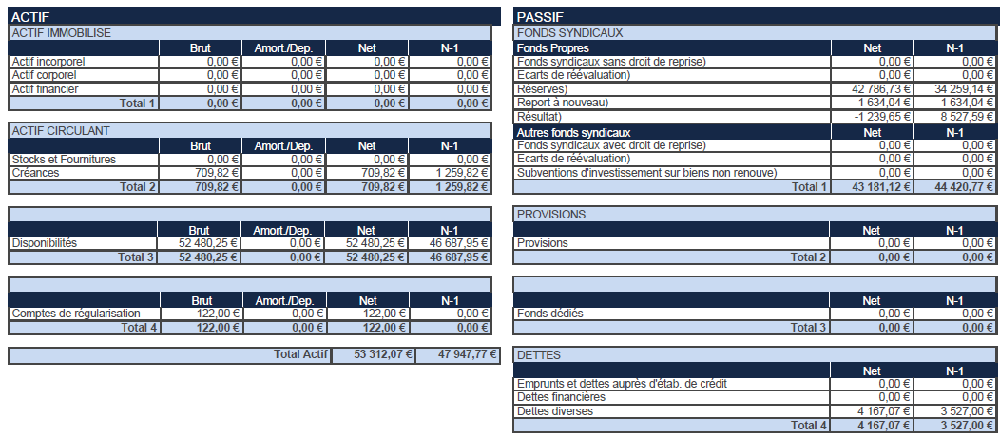 ACTIF
ACTIF IMMOBILISE
Brut Amort./Dep. Net N-1
Actif incorporel 0,00 € 0,00 € 0,00 € 0,00 €
Actif corporel 0,00 € 0,00 € 0,00 € 0,00 €
Actif financier 0,00 € 0,00 € 0,00 € 0,00 €
Total 1 0,00 € 0,00 € 0,00 € 0,00 €
ACTIF CIRCULANT
Brut Amort./Dep. Net N-1
Stocks et Fournitures 0,00 € 0,00 € 0,00 € 0,00 €
Créances 709,82 € 0,00 € 709,82 € 1 259,82 €
Total 2 709,82 € 0,00 € 709,82 € 1 259,82 €
Brut Amort./Dep. Net N-1
Disponibilités 52 480,25 € 0,00 € 52 480,25 € 46 687,95 €
Total 3 52 480,25 € 0,00 € 52 480,25 € 46 687,95 €
Brut Amort./Dep. Net N-1
Comptes de régularisation 122,00 € 0,00 € 122,00 € 0,00 €
Total 4 122,00 € 0,00 € 122,00 € 0,00 €
Total Actif 53 312,07 € 47 947,77 €
PASSIF
FONDS SYNDICAUX
Fonds Propres Net N-1
Fonds syndicaux sans droit de reprise) 0,00 € 0,00 €
Ecarts de réévaluation) 0,00 € 0,00 €
Réserves) 42 786,73 € 34 259,14 €
Report à nouveau) 1 634,04 € 1 634,04 €
Résultat) -1 239,65 € 8 527,59 €
Autres fonds syndicaux Net N-1
Fonds syndicaux avec droit de reprise) 0,00 € 0,00 €
Ecarts de réévaluation) 0,00 € 0,00 €
Subventions d'investissement sur biens non renouve) 0,00 € 0,00 €
Total 1 43 181,12 € 44 420,77 €
PROVISIONS
Net N-1
Provisions 0,00 € 0,00 €
Total 2 0,00 € 0,00 €
Net N-1
Fonds dédiés 0,00 € 0,00 €
Total 3 0,00 € 0,00 €
DETTES
Net N-1
Emprunts et dettes auprès d'étab. de crédit 0,00 € 0,00 €
Dettes financières 0,00 € 0,00 €
Dettes diverses 4 167,07 € 3 527,00 €
Total 4 4 167,07 € 3 527,00 €